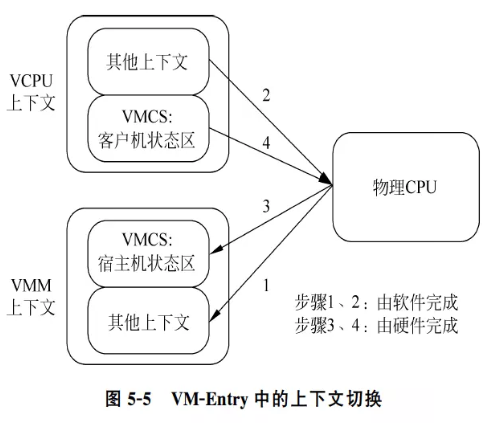 VCPU
上下文
其他上下文
VMCS:
客户机状态区
2
4
物理CPU
3
1
VMM
上下文
VMCS:
宿主机状态区
其他上下文
步骤1、2：由软件完成
步骤3、4：由硬件完成
图 5-5 VM-Entry 中的上下文切换